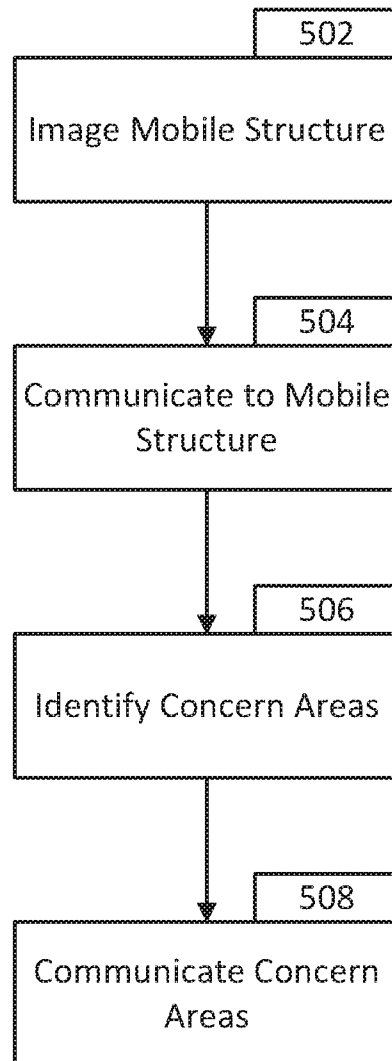 502
Image Mobile Structure
504
Communicate to Mobile
Structure
506
Identify Concern Areas
508
Communicate Concern
Areas